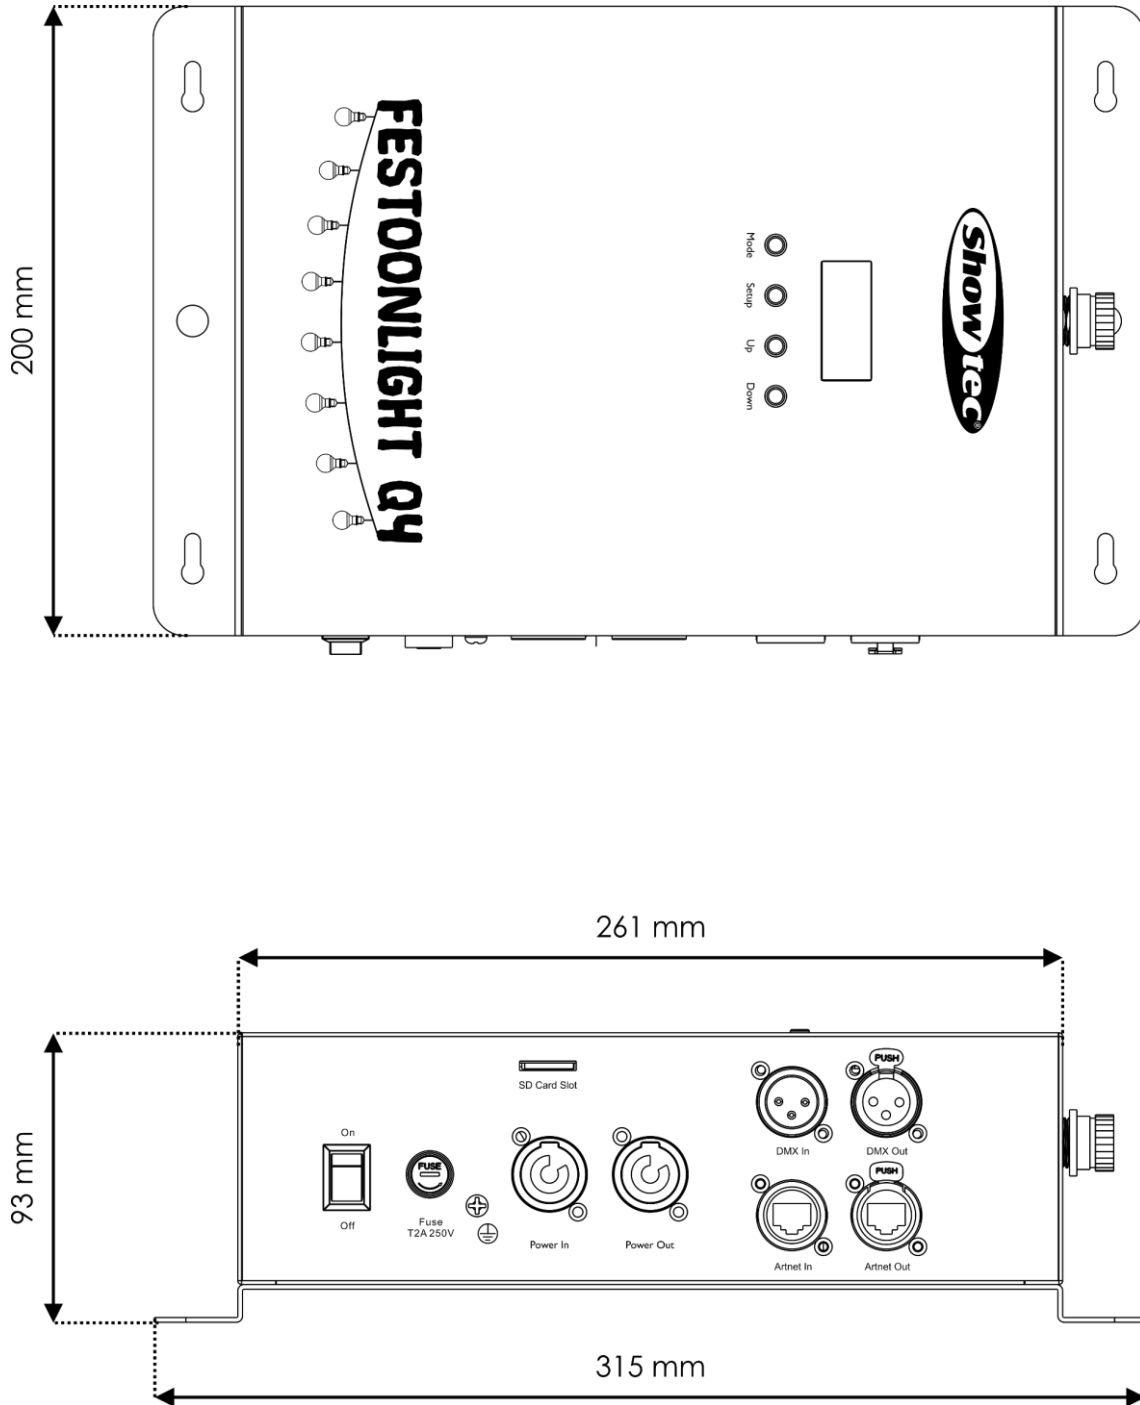 200 mm
FESTOONLIGHT Q4
Mode
Setup
Up
Down
Showtec®
261 mm
93 mm
SD Card Slot
On
Off
FUSE
Fuse
T2A 250V
Power In
Power Out
DMX In
PUSH
DMX Out
Artnet In
PUSH
Artnet Out
315 mm